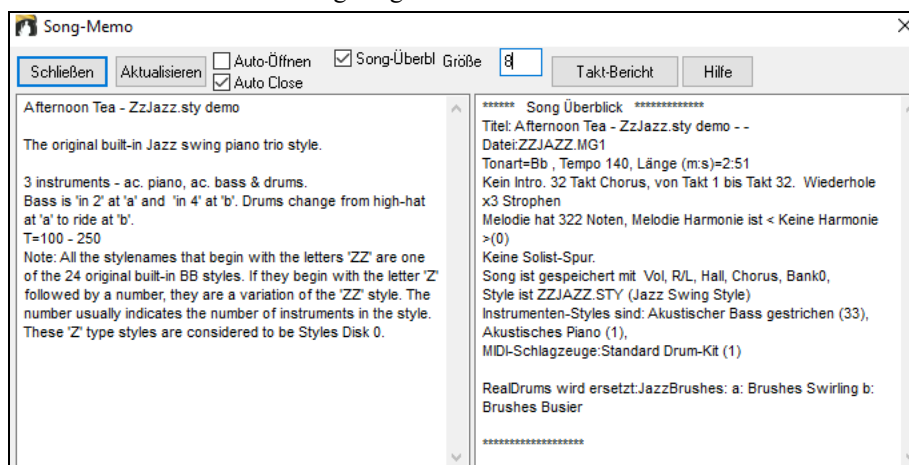 Song-Memo
Schließen
Aktualisieren
Auto-Öffnen
Auto Close
Song-Überbl
Größe
8
Takt-Bericht
Hilfe
Afternoon Tea - ZzJazz.sty demo
The original built-in Jazz swing piano trio style.
3 instruments - ac. piano, ac. bass & drums.
Bass is 'in 2' at 'a' and 'in 4' at 'b'. Drums change from high-hat
at 'a' to ride at 'b'.
T=100 - 250
Note: All the stylenames that begin with the letters 'ZZ' are one
of the 24 original built-in BB styles. If they begin with the letter 'Z'
followed by a number, they are a variation of the 'ZZ' style. The
number usually indicates the number of instruments in the style.
These 'Z' type styles are considered to be Styles Disk 0.
****** Song Überblick *************
Titel: Afternoon Tea - ZzJazz.sty demo - -
Datei:ZZJAZZ.MG1
Tonart=Bb , Tempo 140, Länge (m:s)=2:51
Kein Intro. 32 Takt Chorus, von Takt 1 bis Takt 32. Wiederhole
x3 Strophen
Melodie hat 322 Noten, Melodie Harmonie ist < Keine Harmonie
>(0)
Keine Solist-Spur.
Song ist gespeichert mit Vol, R/L, Hall, Chorus, Bank0,
Style ist ZZJAZZ.STY (Jazz Swing Style)
Instrumenten-Styles sind: Akustischer Bass gestrichen (33),
Akustisches Piano (1),
MIDI-Schlagzeuge:Standard Drum-Kit (1)
RealDrums wird ersetzt:JazzBrushes: a: Brushes Swirling b:
Brushes Busier
*******************